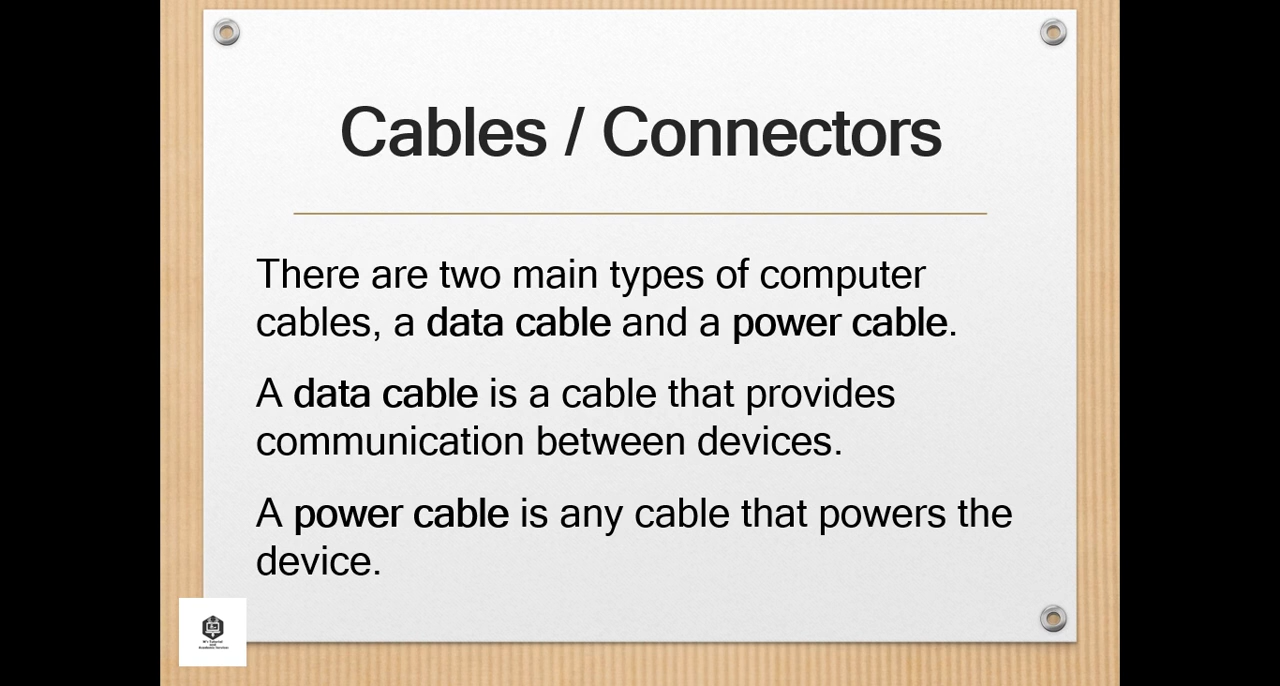 Cables / Connectors
There are two main types of computer
cables, a data cable and a power cable.
A data cable is a cable that provides
communication between devices.
A power cable is any cable that powers the
device.